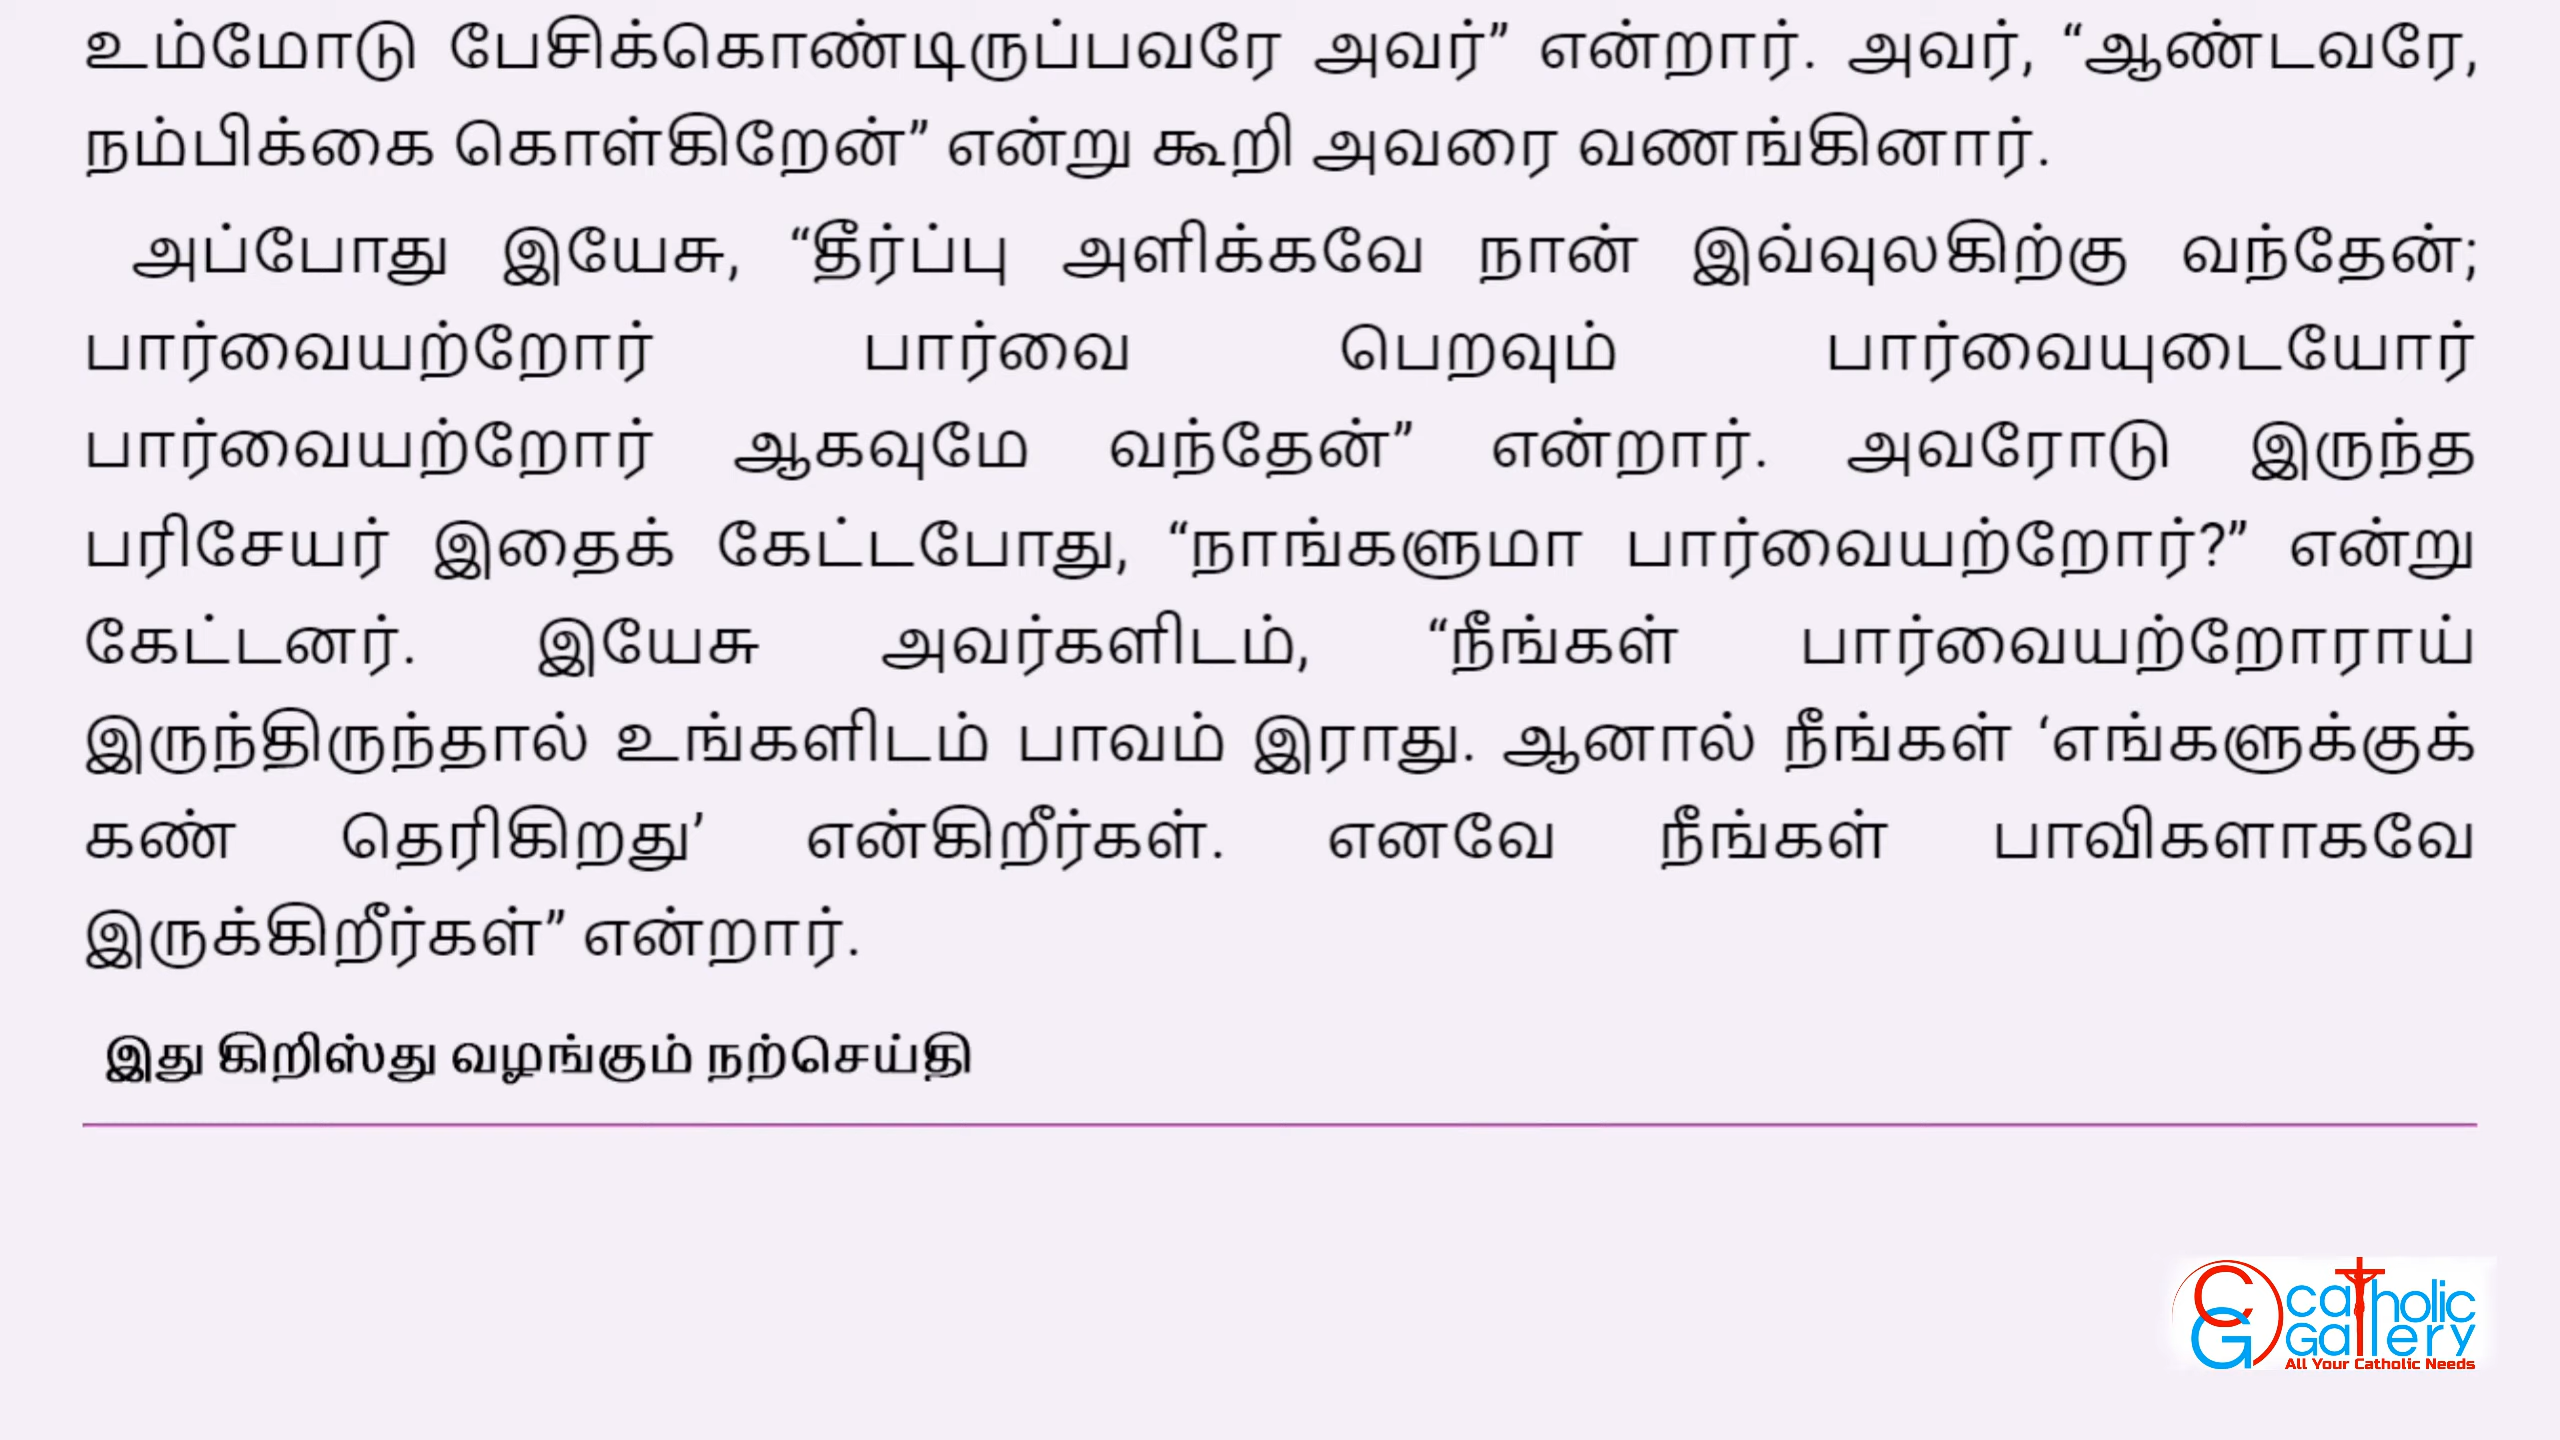 உம்மோடு பேசிக்கொண்டிருப்பவரே அவர்” என்றார். அவர், “ஆண்டவரே,
நம்பிக்கை கொள்கிறேன்” என்று கூறி அவரை வணங்கினார்.
அப்போது இயேசு, “தீர்ப்பு அளிக்கவே நான் இவ்வுலகிற்கு வந்தேன்;
பார்வையற்றோர் பார்வை பெறவும் பார்வையுடையோர்
பார்வையற்றோர் ஆகவுமே வந்தேன்” என்றார். அவரோடு இருந்த
பரிசேயர் இதைக் கேட்டபோது, “நாங்களுமா பார்வையற்றோர்?” என்று
கேட்டனர். இயேசு அவர்களிடம், “நீங்கள் பார்வையற்றோராய்
இருந்திருந்தால் உங்களிடம் பாவம் இராது. ஆனால் நீங்கள் ‘எங்களுக்குக்
கண் தெரிகிறது’ என்கிறீர்கள். எனவே நீங்கள் பாவிகளாகவே
இருக்கிறீர்கள்” என்றார்.
இது கிறிஸ்து வழங்கும் நற்செய்தி
CG catholic
Gallery
All Your Catholic Needs